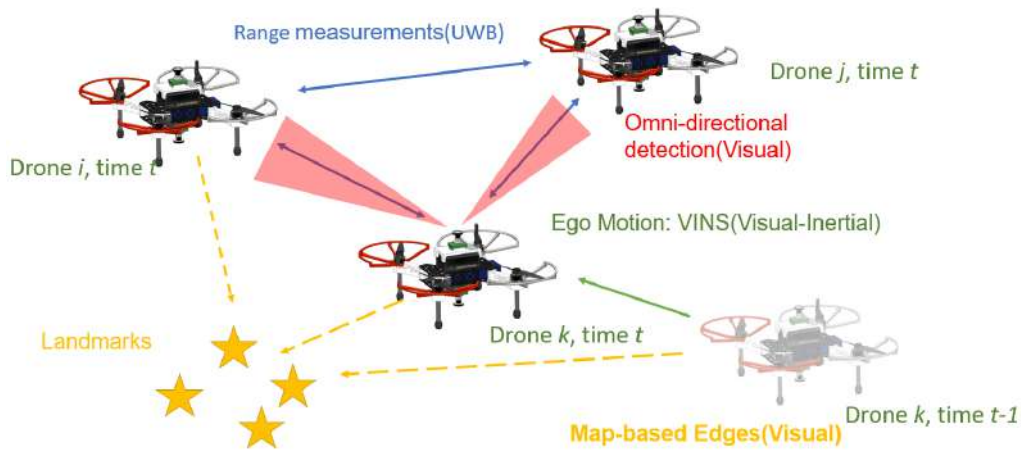 Range measurements(UWB)
Drone j, time t
Omni-directional
detection(Visual)
Drone i, time t
Ego Motion: VINS(Visual-Inertial)
Drone k, time t
Landmarks
Drone k, time t-1
Map-based Edges(Visual)